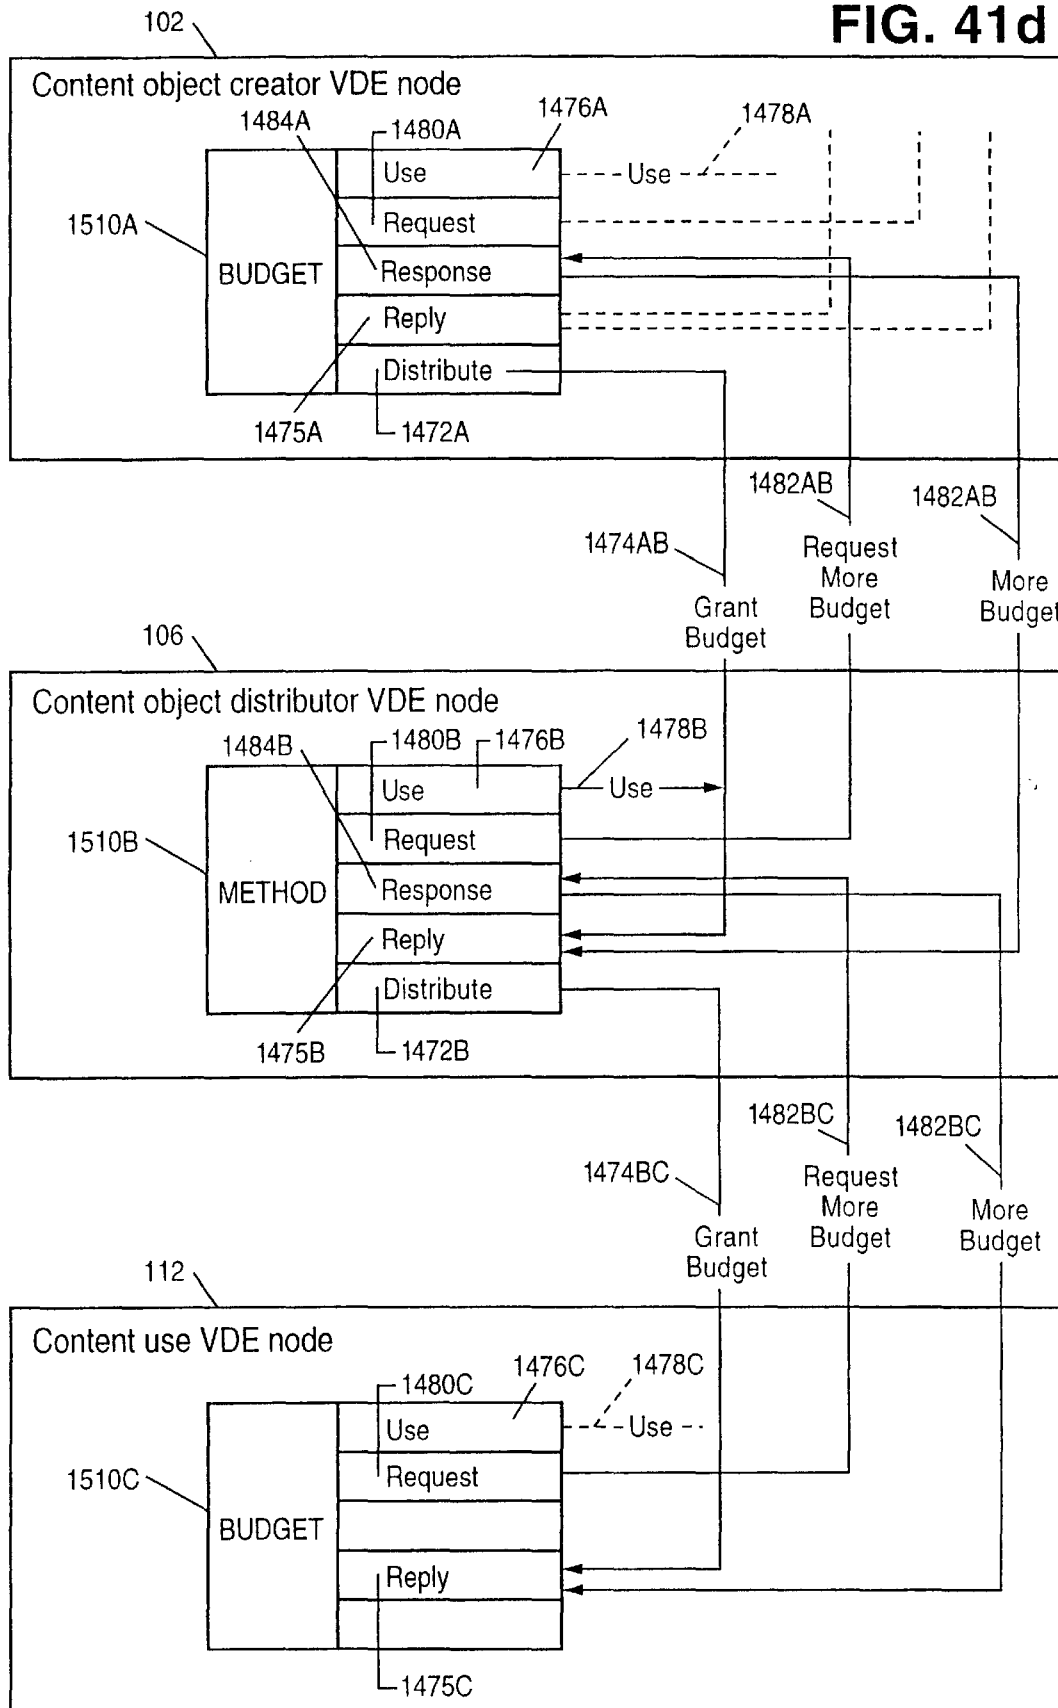 FIG. 41d
102
Content object creator VDE node
1484A
1480A
1476A
1478A
Use
Use
1510A
Request
BUDGET
Response
Reply
Distribute
1475A
1472A
1482AB
1482AB
1474AB
Request
More
Budget
More
Budget
Grant
Budget
106
Content object distributor VDE node
1484B
1480B
1476B
1478B
Use
Use
1510B
Request
METHOD
Response
Reply
Distribute
1475B
1472B
1482BC
1482BC
1474BC
Request
More
Budget
More
Budget
Grant
Budget
112
Content use VDE node
1480C
1476C
1478C
Use
Use
1510C
Request
BUDGET
Reply
1475C